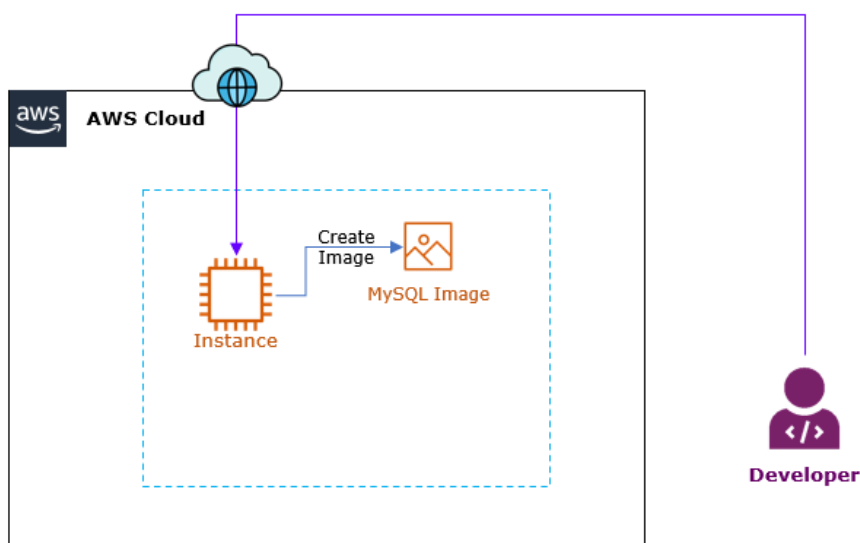 aws
AWS Cloud
Create
Image
MySQL Image
Instance
</>
Developer